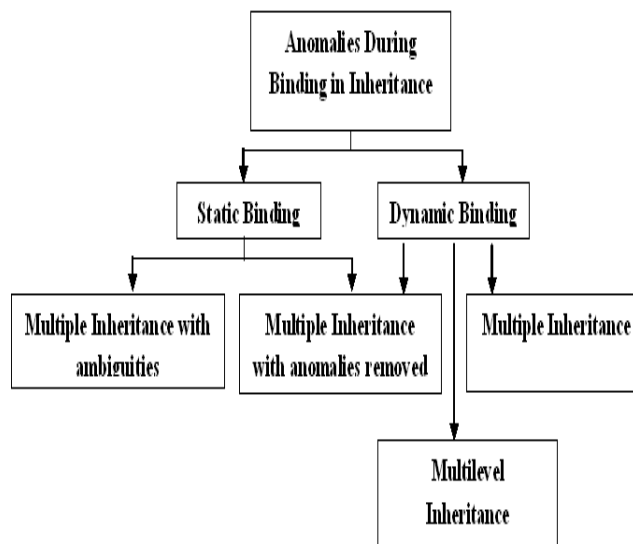 Anomalies During
Binding in Inheritance
Static Binding
Dynamic Binding
Multiple Inheritance with
ambiguities
Multiple Inheritance
with anomalies removed
Multiple Inheritance
Multilevel
Inheritance